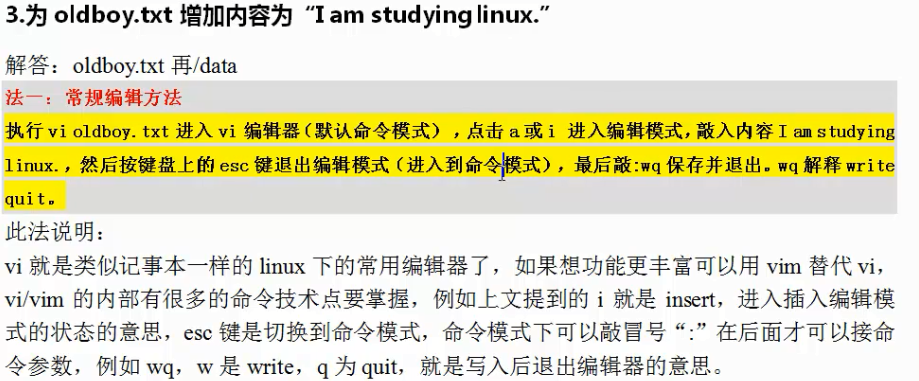 3.为 oldboy.txt 增加内容为“I am studying linux.”
解答：oldboy.txt 再/data
法一：常规编辑方法
执行 vi oldboy.txt 进入 vi 编辑器(默认命令模式)，点击 a 或 i 进入编辑模式,敲入内容 I am studying
linux.，然后按键盘上的 esc 键退出编辑模式（进入到命令模式），最后敲:wq 保存并退出。wq 解释 write
quit。
此法说明：
vi 就是类似记事本一样的 linux 下的常用编辑器了，如果想功能更丰富可以用 vim 替代 vi，
vi/vim 的内部有很多的命令技术点要掌握，例如上文提到的 i 就是 insert，进入插入编辑模
式的状态的意思，esc 键是切换到命令模式，命令模式下可以敲冒号“:”在后面才可以接命
令参数，例如 wq，w 是 write，q 为 quit，就是写入后退出编辑器的意思。